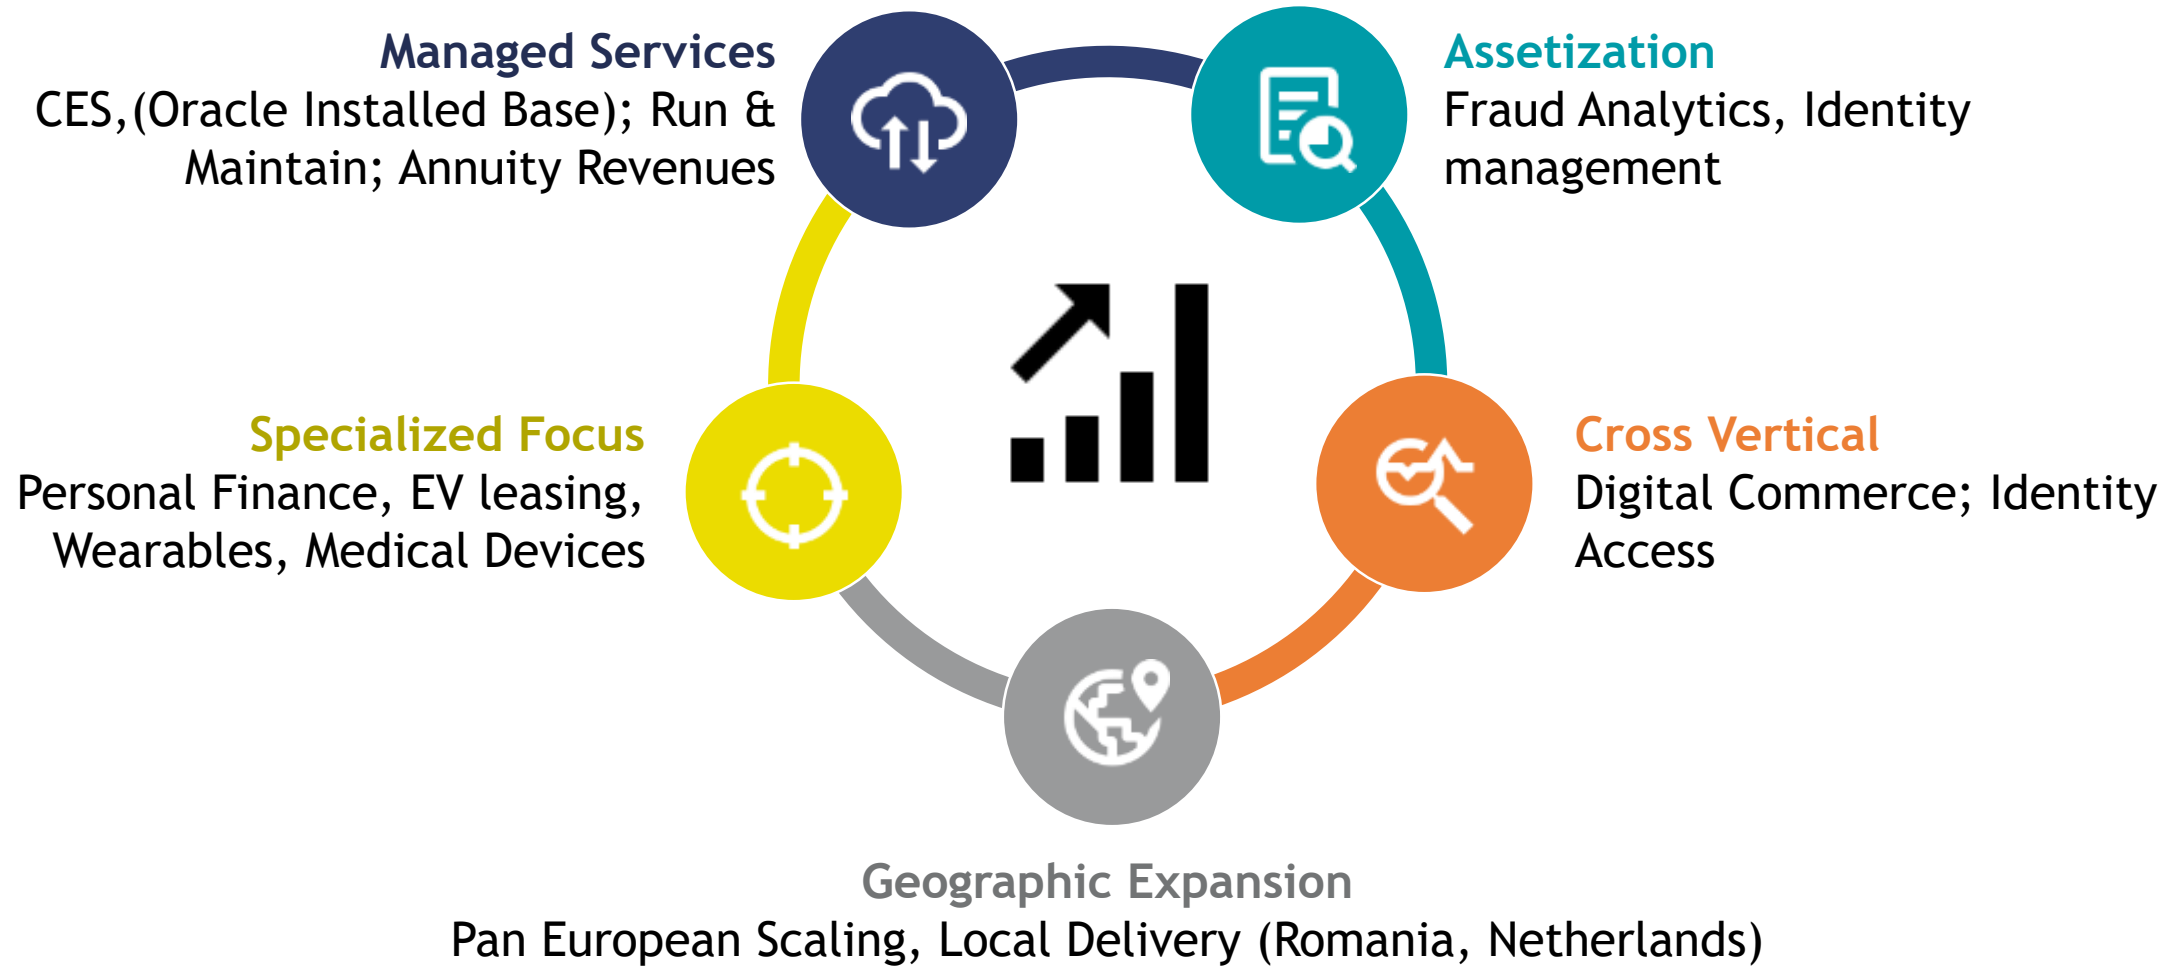 Managed Services
CES,(Oracle Installed Base); Run &
Maintain; Annuity Revenues
Assetization
Fraud Analytics, Identity
management
Specialized Focus
Personal Finance, EV leasing,
Wearables, Medical Devices
Cross Vertical
Digital Commerce; Identity
Access
Geographic Expansion
Pan European Scaling, Local Delivery (Romania, Netherlands)